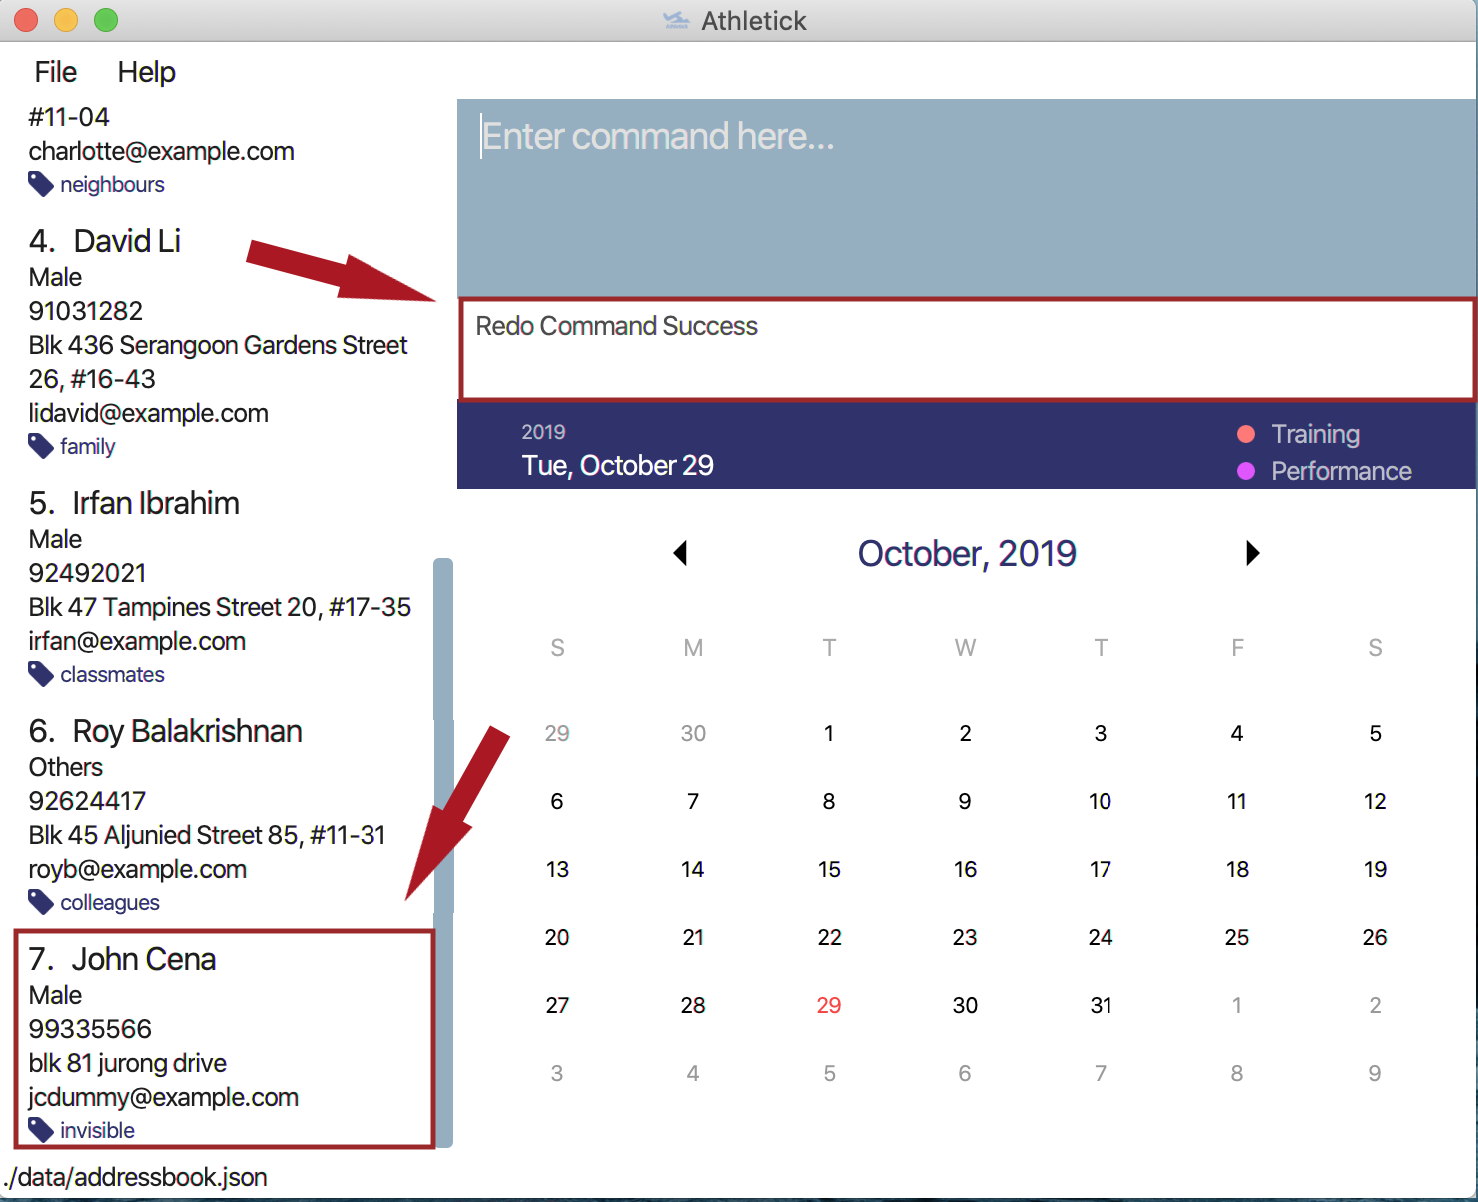 Athletick
File Help
#11-04
charlotte@example.com
neighbours
4. David Li
Male
91031282
Blk 436 Serangoon Gardens Street
26, #16-43
lidavid@example.com
family
5. Irfan Ibrahim
Male
92492021
Blk 47 Tampines Street 20, #17-35
irfan@example.com
classmates
6. Roy Balakrishnan
Others
92624417
Blk 45 Aljunied Street 85, #11-31
royb@example.com
colleagues
7. John Cena
Male
99335566
blk 81 jurong drive
jcdummy@example.com
invisible
./data/addressbook.json
Enter command here...
Redo Command Success
2019
Tue, October 29
Training
Performance
October, 2019
S M T W T F S
29 30 1 2 3 4 5
6 7 8 9 10 11 12
13 14 15 16 17 18 19
20 21 22 23 24 25 26
27 28 29 30 31 1 2
3 4 5 6 7 8 9